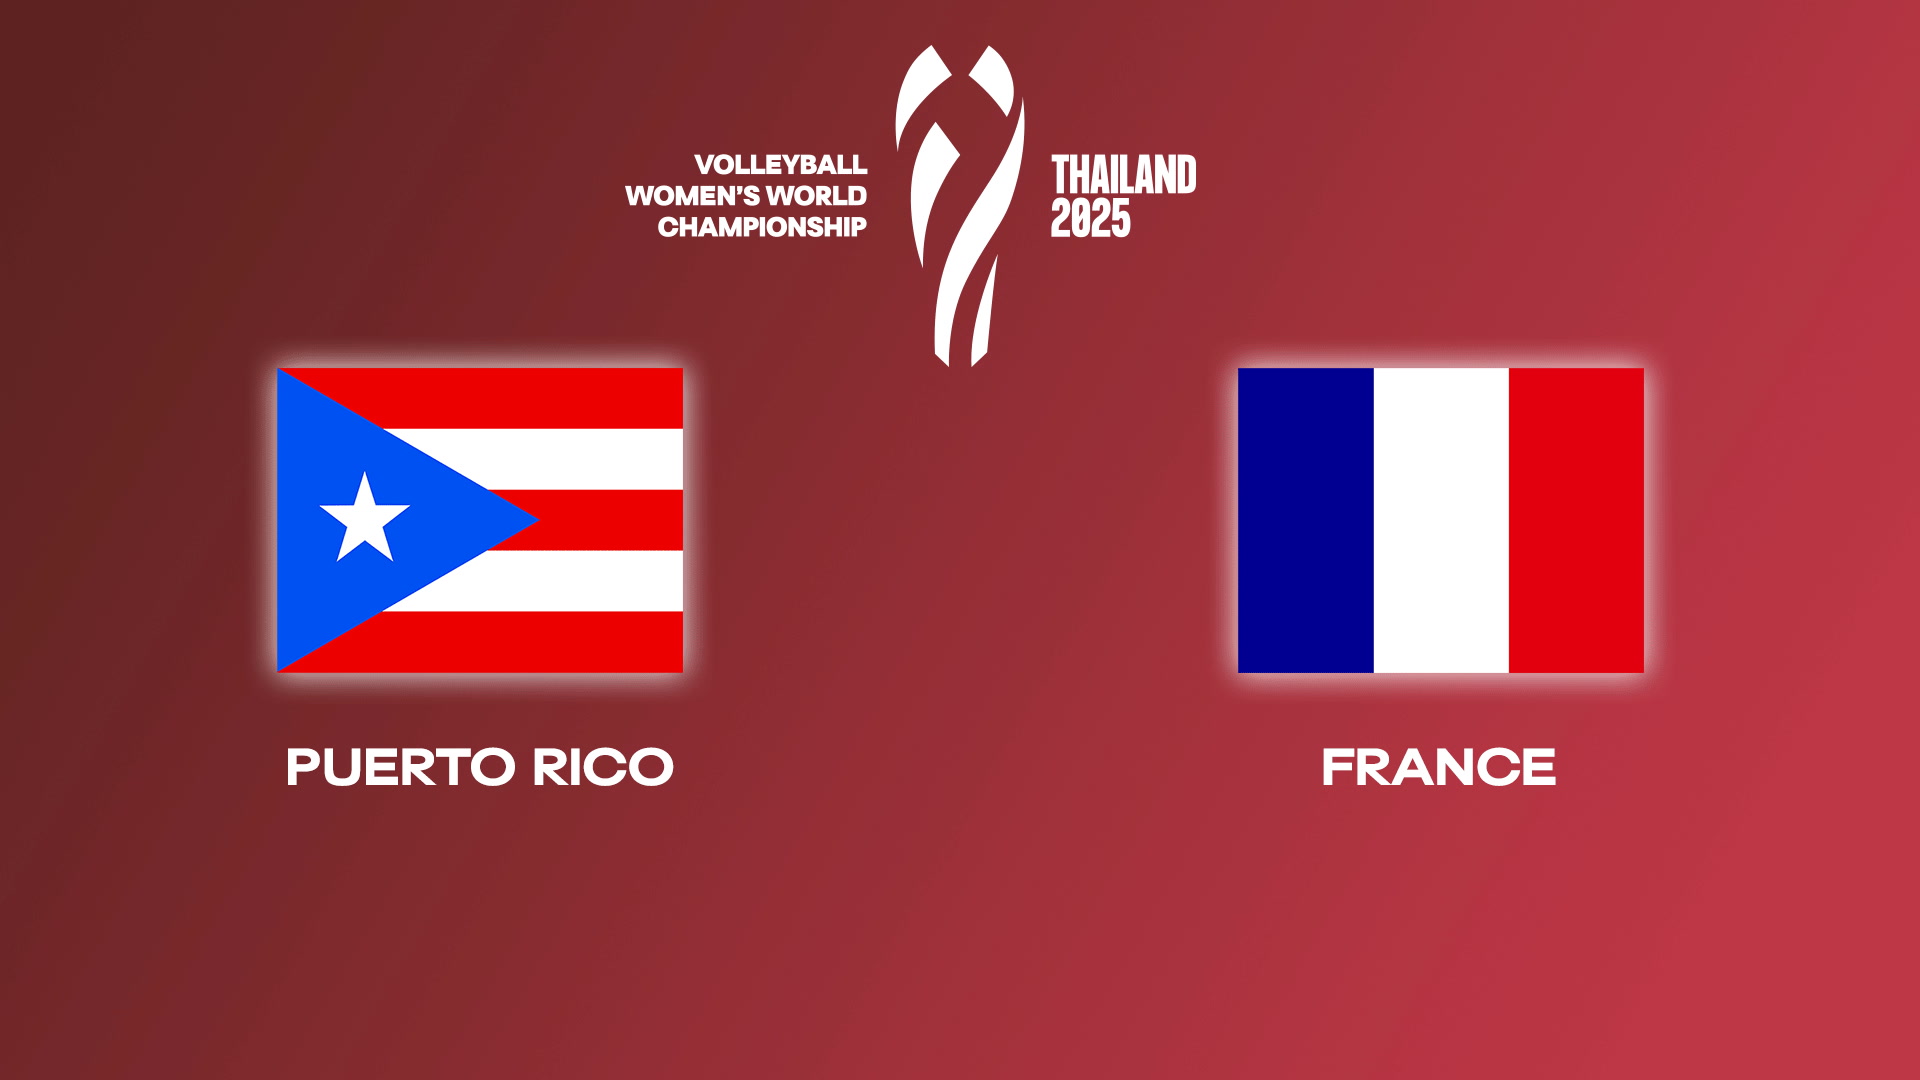 VOLLEYBALL
WOMEN'S WORLD
CHAMPIONSHIP
THAILAND
2025
PUERTO RICO
FRANCE